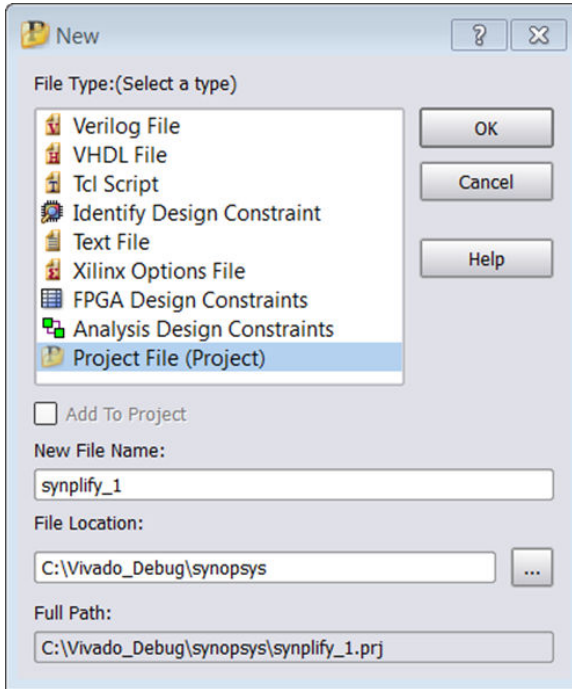 New
File Type:(Select a type)
Verilog File
VHDL File
Tcl Script
Identify Design Constraint
Text File
Xilinx Options File
FPGA Design Constraints
Analysis Design Constraints
Project File (Project)
OK
Cancel
Help
Add To Project
New File Name:
synplify_1
File Location:
C:\Vivado_Debug\synopsys
...
Full Path:
C:\Vivado_Debug\synopsys\synplify_1.prj